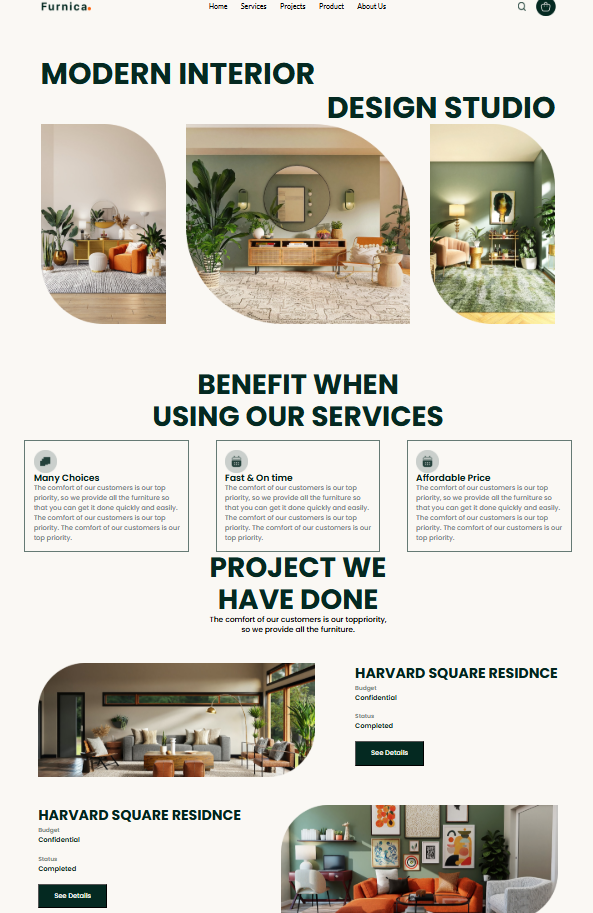 Furnica.
Home Services Projects Product About Us
MODERN INTERIOR
DESIGN STUDIO
BENEFIT WHEN
USING OUR SERVICES
Many Choices
The comfort of our customers is our top
priority, so we provide all the furniture so
that you can get it done quickly and easily.
The comfort of our customers is our top
priority. The comfort of our customers is our
top priority.
Fast & On time
The comfort of our customers is our top
priority, so we provide all the furniture so
that you can get it done quickly and easily.
The comfort of our customers is our top
priority. The comfort of our customers is our
top priority.
Affordable Price
The comfort of our customers is our top
priority, so we provide all the furniture so
that you can get it done quickly and easily.
The comfort of our customers is our top
priority. The comfort of our customers is our
top priority.
PROJECT WE
HAVE DONE
The comfort of our customers is our toppriority,
so we provide all the furniture.
HARVARD SQUARE RESIDNCE
Budget
Confidential
Status
Completed
See Details
HARVARD SQUARE RESIDNCE
Budget
Confidential
Status
Completed
See Details